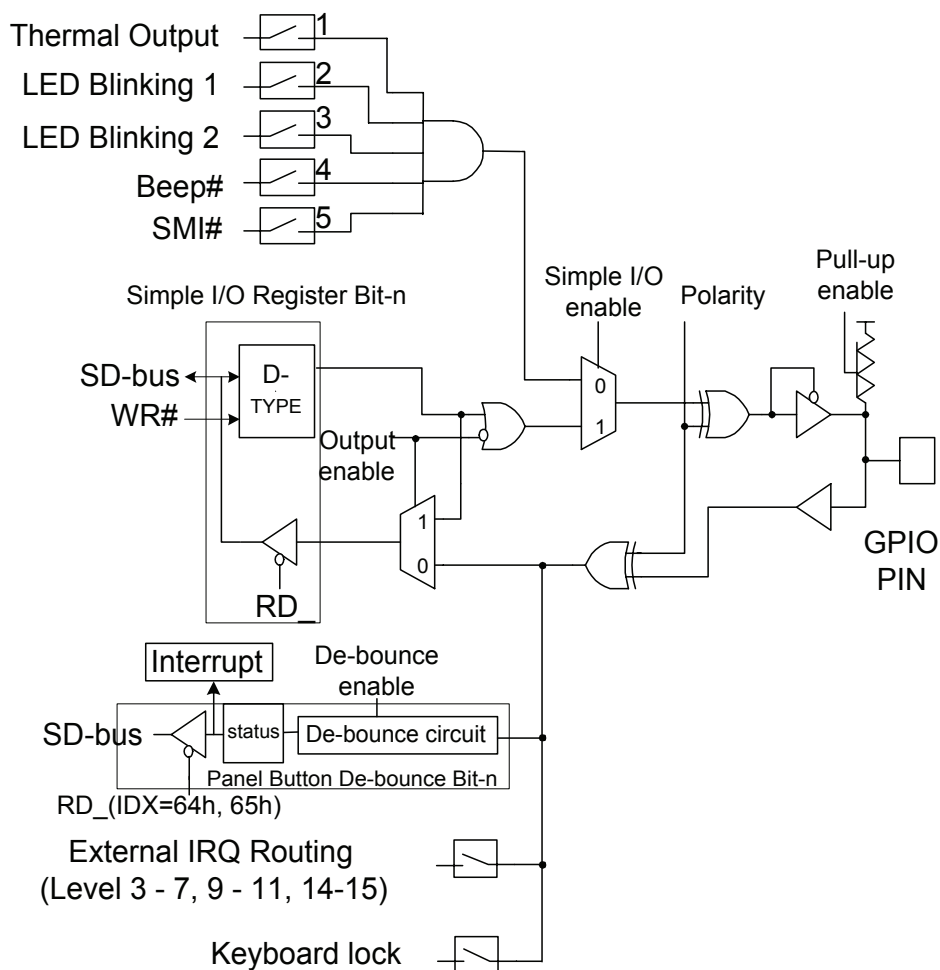 Thermal Output
1
LED Blinking 1
2
LED Blinking 2
3
Beep#
4
SMI#
5
Simple I/O Register Bit-n
Simple I/O
enable
Polarity
Pull-up
enable
SD-bus
WR#
D-
TYPE
0
1
Output
enable
1
0
RD_
GPIO
PIN
Interrupt
De-bounce
enable
SD-bus
status
De-bounce circuit
Panel Button De-bounce Bit-n
RD_(IDX=64h, 65h)
External IRQ Routing
(Level 3 - 7, 9 - 11, 14-15)
Keyboard lock